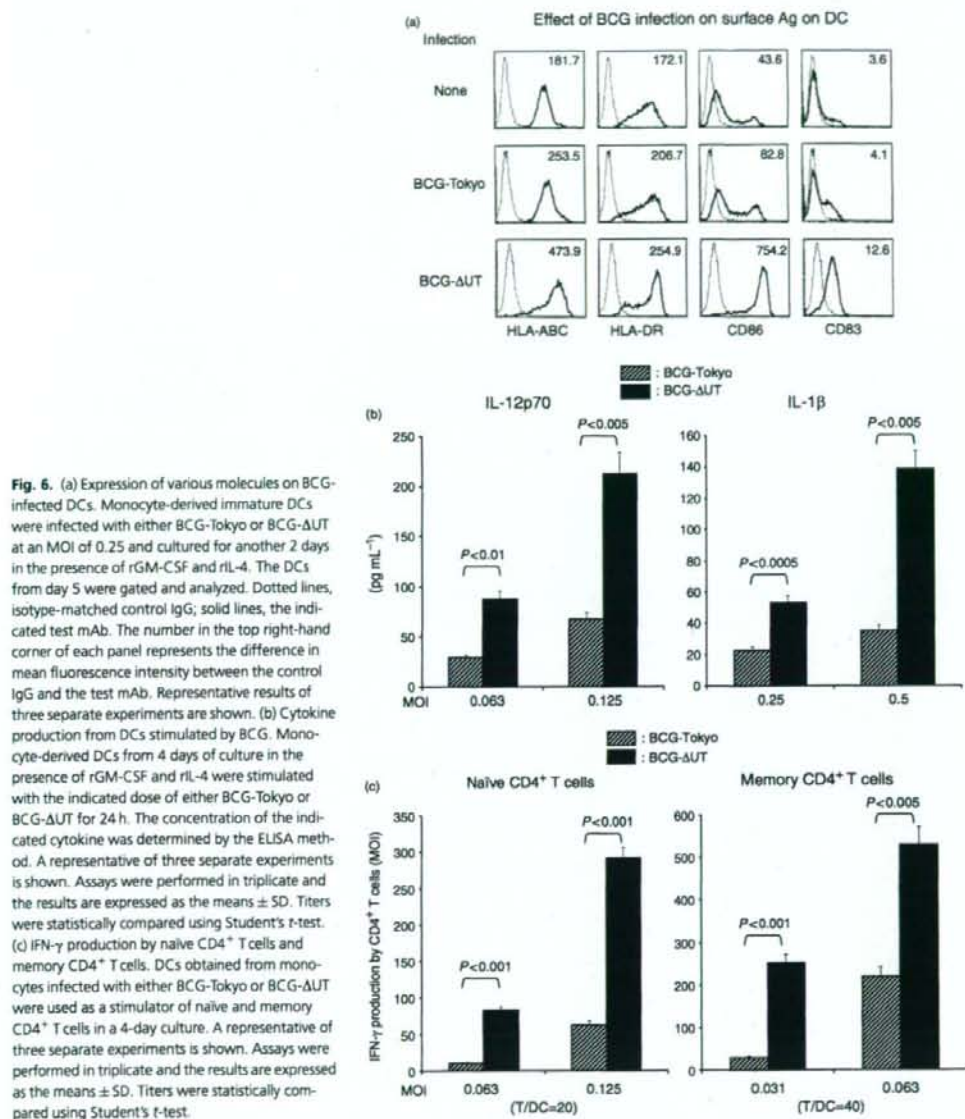 (a) Effect of BCG infection on surface Ag on DC
Infection
None
181.7
172.1
43.6
3.6
BCG-Tokyo
253.5
206.7
82.8
4.1
BCG-ΔUT
473.9
254.9
754.2
12.6
HLA-ABC
HLA-DR
CD86
CD83
: BCG-Tokyo
: BCG-ΔUT
(b)
IL-12p70
(pg mL⁻¹)
250
200
150
100
50
0
P<0.01
P<0.005
MOI 0.063 0.125
IL-1β
160
140
120
100
80
60
40
20
0
P<0.0005
P<0.005
0.25 0.5
: BCG-Tokyo
: BCG-ΔUT
(c)
Naïve CD4⁺ T cells
IFN-γ production by CD4⁺ T cells (MOI)
350
300
250
200
150
100
50
0
P<0.001
P<0.001
MOI 0.063 0.125
(T/DC=20)
Memory CD4⁺ T cells
600
500
400
300
200
100
0
P<0.001
P<0.005
0.031 0.063
(T/DC=40)
Fig. 6. (a) Expression of various molecules on BCG-
infected DCs. Monocyte-derived immature DCs
were infected with either BCG-Tokyo or BCG-ΔUT
at an MOI of 0.25 and cultured for another 2 days
in the presence of rGM-CSF and rIL-4. The DCs
from day 5 were gated and analyzed. Dotted lines,
isotype-matched control IgG; solid lines, the indi-
cated test mAb. The number in the top right-hand
corner of each panel represents the difference in
mean fluorescence intensity between the control
IgG and the test mAb. Representative results of
three separate experiments are shown. (b) Cytokine
production from DCs stimulated by BCG. Mono-
cyte-derived DCs from 4 days of culture in the
presence of rGM-CSF and rIL-4 were stimulated
with the indicated dose of either BCG-Tokyo or
BCG-ΔUT for 24 h. The concentration of the indi-
cated cytokine was determined by the ELISA meth-
od. A representative of three separate experiments
is shown. Assays were performed in triplicate and
the results are expressed as the means ± SD. Titers
were statistically compared using Student's t-test.
(c) IFN-γ production by naïve CD4⁺ T cells and
memory CD4⁺ T cells. DCs obtained from mono-
cytes infected with either BCG-Tokyo or BCG-ΔUT
were used as a stimulator of naïve and memory
CD4⁺ T cells in a 4-day culture. A representative of
three separate experiments is shown. Assays were
performed in triplicate and the results are expressed
as the means ± SD. Titers were statistically com-
pared using Student's t-test.